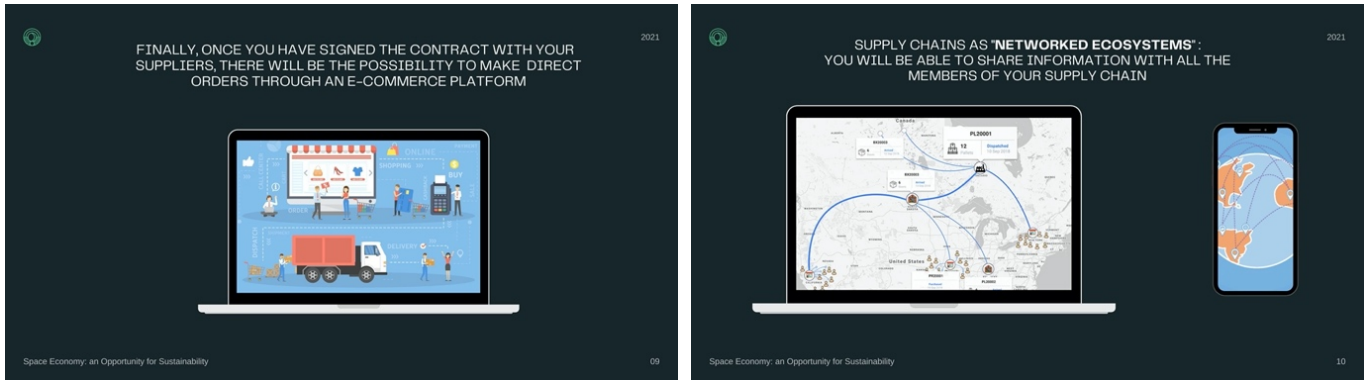 2021
FINALLY, ONCE YOU HAVE SIGNED THE CONTRACT WITH YOUR
SUPPLIERS, THERE WILL BE THE POSSIBILITY TO MAKE DIRECT
ORDERS THROUGH AN E-COMMERCE PLATFORM
ONLINE
SHOPPING
BUY
ORDER
DISPATCH
DELIVERY
Space Economy: an Opportunity for Sustainability
09
2021
SUPPLY CHAINS AS "NETWORKED ECOSYSTEMS" :
YOU WILL BE ABLE TO SHARE INFORMATION WITH ALL THE
MEMBERS OF YOUR SUPPLY CHAIN
Canada
PL20001
12
Dispatched
United States
Space Economy: an Opportunity for Sustainability
10